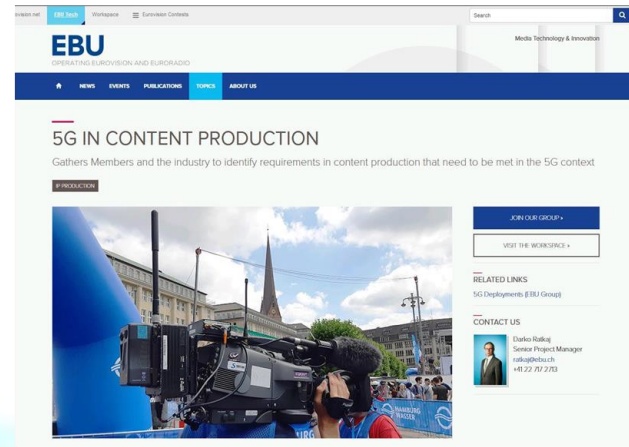 EBU Tech
Workspace
Eurovision Contests
Search
EBU
OPERATING EUROVISION AND EURORADIO
Media Technology & Innovation
NEWS
EVENTS
PUBLICATIONS
TOPICS
ABOUT US
5G IN CONTENT PRODUCTION
Gathers Members and the industry to identify requirements in content production that need to be met in the 5G context
IP PRODUCTION
JOIN OUR GROUP
VISIT THE WORKSPACE
RELATED LINKS
5G Deployments (EBU Group)
CONTACT US
Darko Ratkaj
Senior Project Manager
ratkaj@ebu.ch
+41 22 717 2713
HAMBURG
WASSER